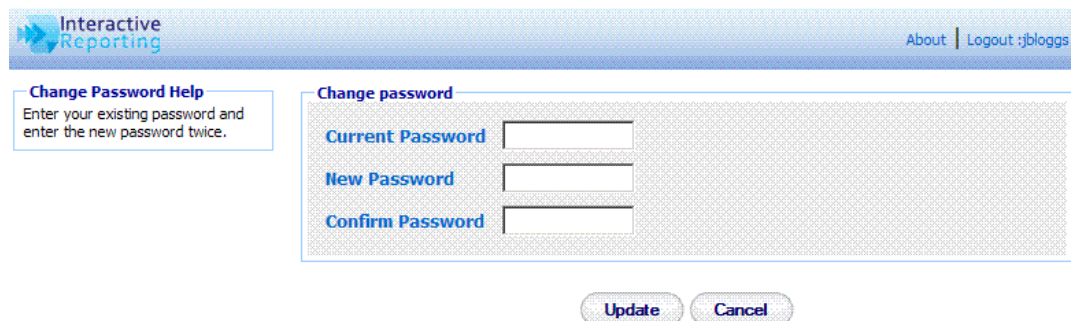 Interactive
Reporting
About | Logout :jbloggs
Change Password Help
Enter your existing password and
enter the new password twice.
Change password
Current Password
New Password
Confirm Password
Update Cancel